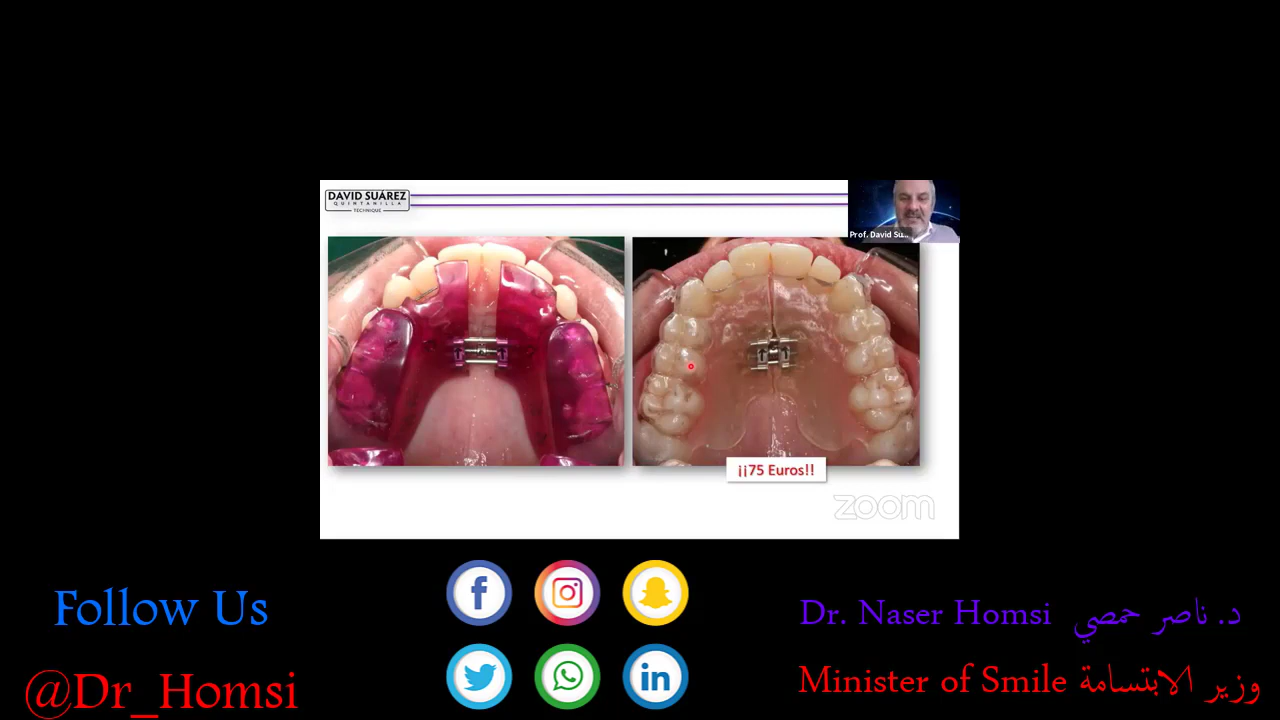 DAVID SUÁREZ
QUINTANILLA
TECHNIQUE
Prof. David Su...
¡¡75 Euros!!
zoom
Follow Us
@Dr_Homsi
Dr. Naser Homsi د. ناصر حمصي
Minister of Smile وزير الابتسامة